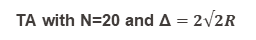 TA with N=20 and Δ = 2√2R